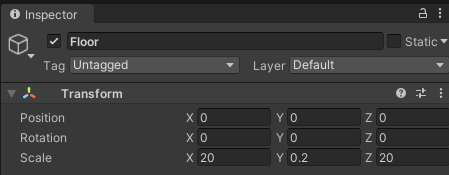 Inspector
Floor Static
Tag Untagged Layer Default
Transform
Position X 0 Y 0 Z 0
Rotation X 0 Y 0 Z 0
Scale X 20 Y 0.2 Z 20